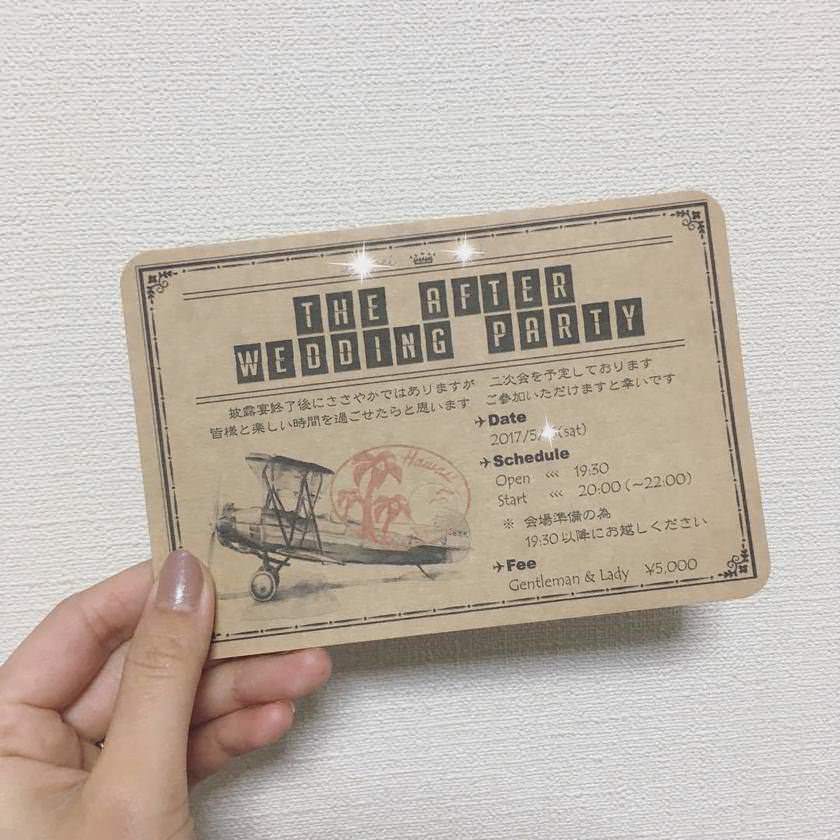 THE AFTER
WEDDING PARTY
披露宴終了後にささやかではありますが 二次会を予定しております
皆様と楽しい時間を過ごせたらと思います ご参加いただけますと幸いです
Date
2017/5/ (sat)
Schedule
Open ‹‹‹ 19:30
Start ‹‹‹ 20:00 (~22:00)
※ 会場準備の為
19:30以降にお越しください
Fee
Gentleman & Lady ¥5,000
Hawaii